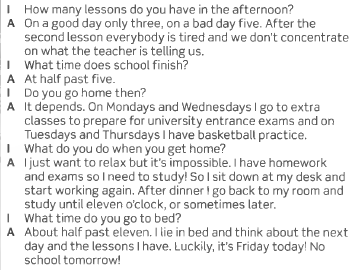 I How many lessons do you have in the afternoon?
A On a good day only three, on a bad day five. After the
second lesson everybody is tired and we don't concentrate
on what the teacher is telling us.
I What time does school finish?
A At half past five.
I Do you go home then?
A It depends. On Mondays and Wednesdays I go to extra
classes to prepare for university entrance exams and on
Tuesdays and Thursdays I have basketball practice.
I What do you do when you get home?
A I just want to relax but it's impossible. I have homework
and exams so I need to study! So I sit down at my desk and
start working again. After dinner I go back to my room and
study until eleven o'clock, or sometimes later.
I What time do you go to bed?
A About half past eleven. I lie in bed and think about the next
day and the lessons I have. Luckily, it's Friday today! No
school tomorrow!